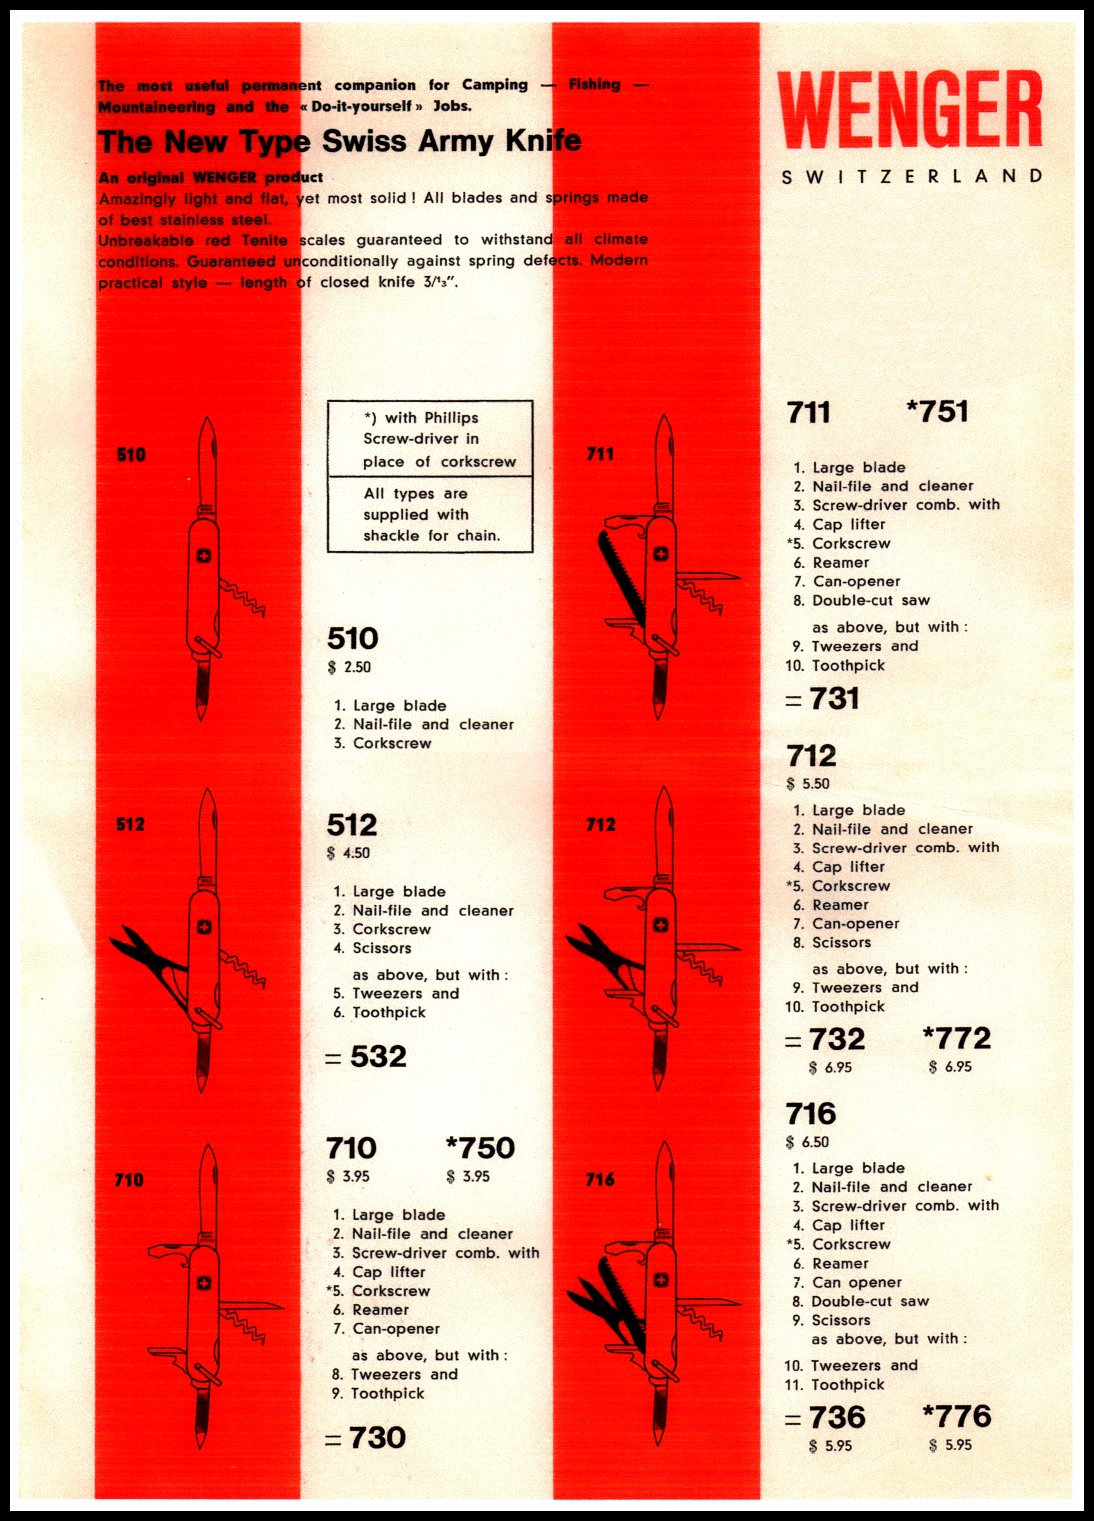 The most useful permanent companion for Camping — Fishing —
Mountaineering and the «Do-it-yourself» Jobs.
The New Type Swiss Army Knife
An original WENGER product
Amazingly light and flat, yet most solid ! All blades and springs made
of best stainless steel.
Unbreakable red Tenite scales guaranteed to withstand all climate
conditions. Guaranteed unconditionally against spring defects. Modern
practical style — length of closed knife 3/¹3″.
WENGER
SWITZERLAND
510
*) with Phillips
Screw-driver in
place of corkscrew
All types are
supplied with
shackle for chain.
510
$ 2.50
1. Large blade
2. Nail-file and cleaner
3. Corkscrew
512
512
$ 4.50
1. Large blade
2. Nail-file and cleaner
3. Corkscrew
4. Scissors
as above, but with :
5. Tweezers and
6. Toothpick
= 532
710
710 *750
$ 3.95 $ 3.95
1. Large blade
2. Nail-file and cleaner
3. Screw-driver comb. with
4. Cap lifter
*5. Corkscrew
6. Reamer
7. Can-opener
as above, but with :
8. Tweezers and
9. Toothpick
= 730
711
711 *751
1. Large blade
2. Nail-file and cleaner
3. Screw-driver comb. with
4. Cap lifter
*5. Corkscrew
6. Reamer
7. Can-opener
8. Double-cut saw
as above, but with :
9. Tweezers and
10. Toothpick
= 731
712
712
$ 5.50
1. Large blade
2. Nail-file and cleaner
3. Screw-driver comb. with
4. Cap lifter
*5. Corkscrew
6. Reamer
7. Can-opener
8. Scissors
as above, but with :
9. Tweezers and
10. Toothpick
= 732 *772
$ 6.95 $ 6.95
716
716
$ 6.50
1. Large blade
2. Nail-file and cleaner
3. Screw-driver comb. with
4. Cap lifter
*5. Corkscrew
6. Reamer
7. Can opener
8. Double-cut saw
9. Scissors
as above, but with :
10. Tweezers and
11. Toothpick
= 736 *776
$ 5.95 $ 5.95